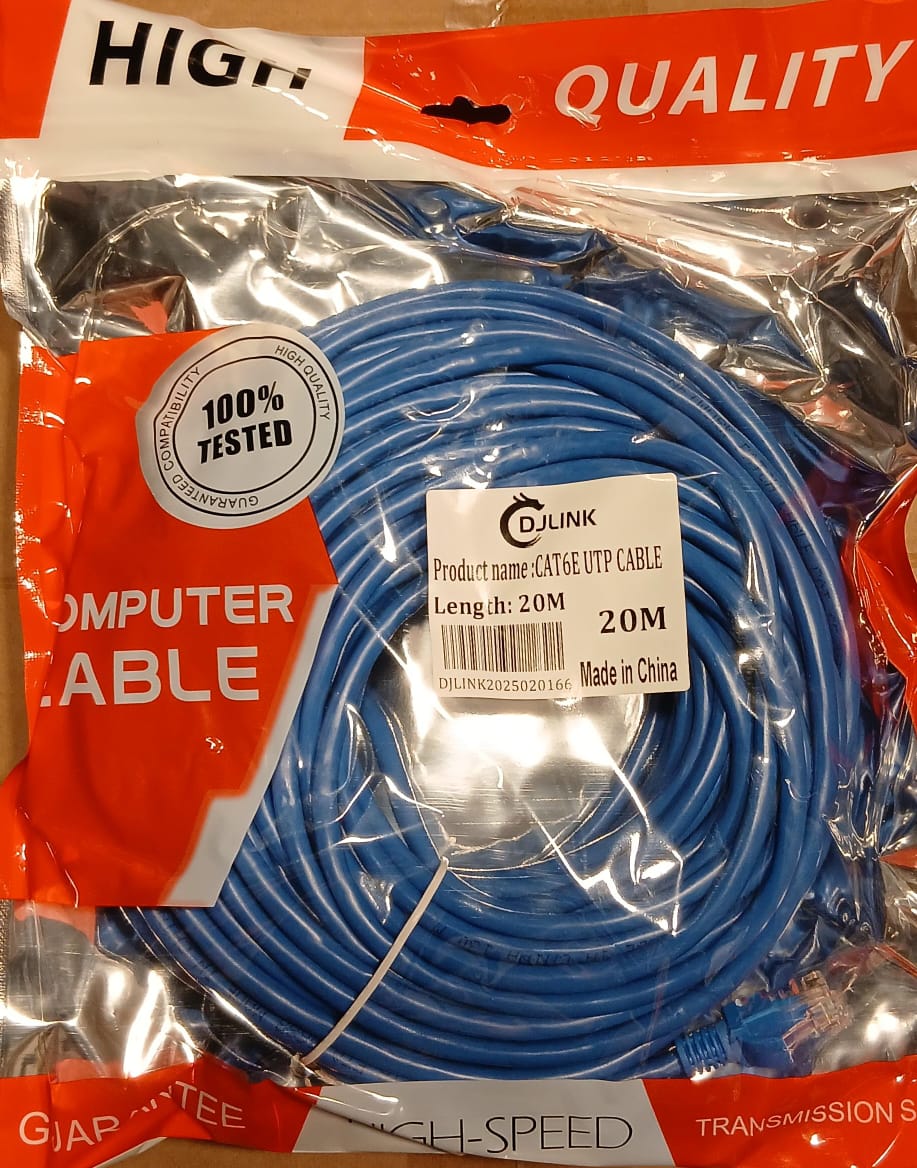 HIGH
QUALITY
HIGH QUALITY
GUARANTEED COMPATIBILITY
100%
TESTED
DJLINK
Product name :CAT6E UTP CABLE
Length: 20M
20M
DJLINK2025020166
Made in China
OMPUTER
ABLE
GUARANTEE
HIGH-SPEED
TRANSMISSION S